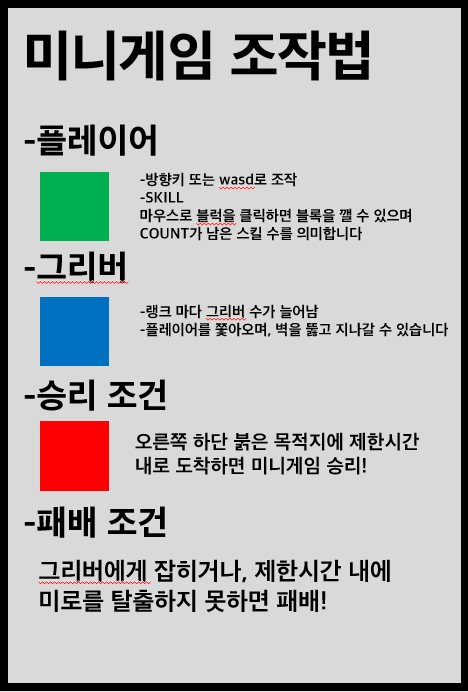 미니게임 조작법
-플레이어
-방향키 또는 wasd로 조작
-SKILL
마우스로 블럭을 클릭하면 블록을 깰 수 있으며
COUNT가 남은 스킬 수를 의미합니다
-그리버
-랭크 마다 그리버 수가 늘어남
-플레이어를 쫓아오며, 벽을 뚫고 지나갈 수 있습니다
-승리 조건
오른쪽 하단 붉은 목적지에 제한시간
내로 도착하면 미니게임 승리!
-패배 조건
그리버에게 잡히거나, 제한시간 내에
미로를 탈출하지 못하면 패배!